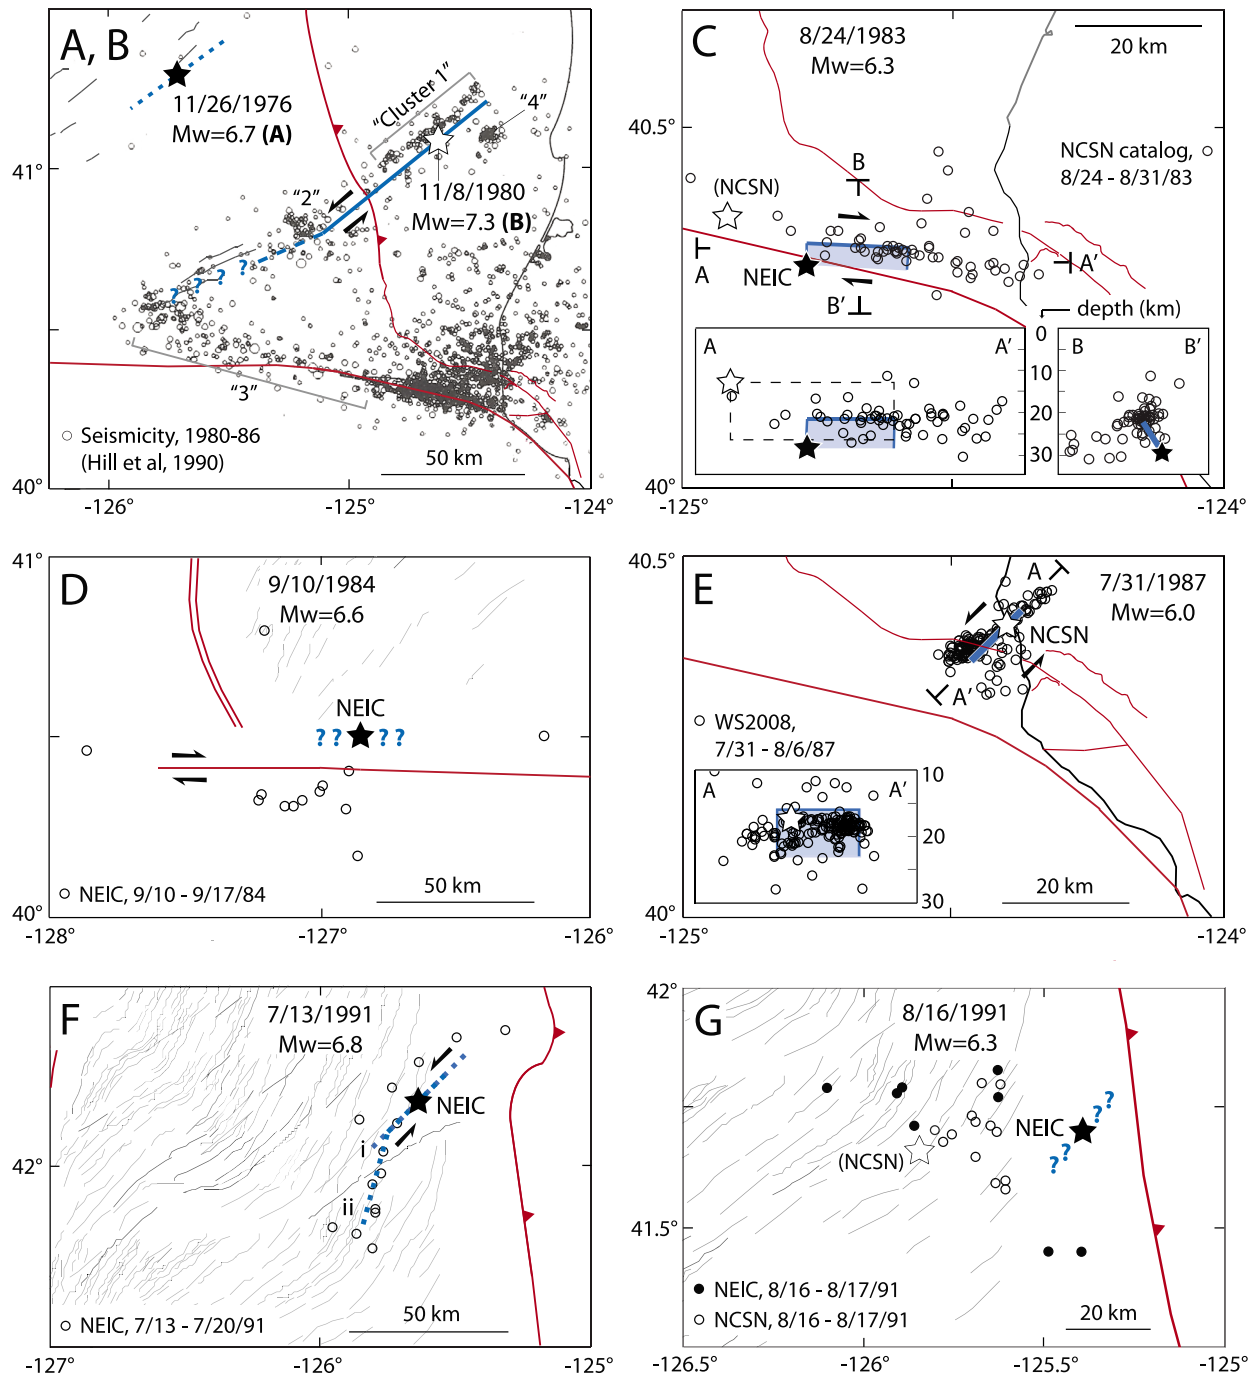 A, B
11/26/1976
Mw=6.7 (A)
"Cluster 1"
"4"
"2"
11/8/1980
Mw=7.3 (B)
? ? ? ?
"3"
Seismicity, 1980-86
(Hill et al, 1990)
50 km
41°
40°
-126°
-125°
-124°
C
8/24/1983
Mw=6.3
20 km
40.5°
NCSN catalog,
8/24 - 8/31/83
B
(NCSN)
A
NEIC
A'
B'
depth (km)
A
A'
0
10
20
30
B
B'
40°
-125°
-124°
41°
D
9/10/1984
Mw=6.6
NEIC
? ? ? ?
NEIC, 9/10 - 9/17/84
50 km
40°
-128°
-127°
-126°
40.5°
E
7/31/1987
Mw=6.0
A
NCSN
A'
WS2008,
7/31 - 8/6/87
A
A'
10
20
30
20 km
40°
-125°
-124°
F
7/13/1991
Mw=6.8
NEIC
i
ii
42°
NEIC, 7/13 - 7/20/91
50 km
-127°
-126°
-125°
42°
G
8/16/1991
Mw=6.3
NEIC
? ?
? ?
(NCSN)
41.5°
NEIC, 8/16 - 8/17/91
NCSN, 8/16 - 8/17/91
20 km
-126.5°
-126°
-125.5°
-125°